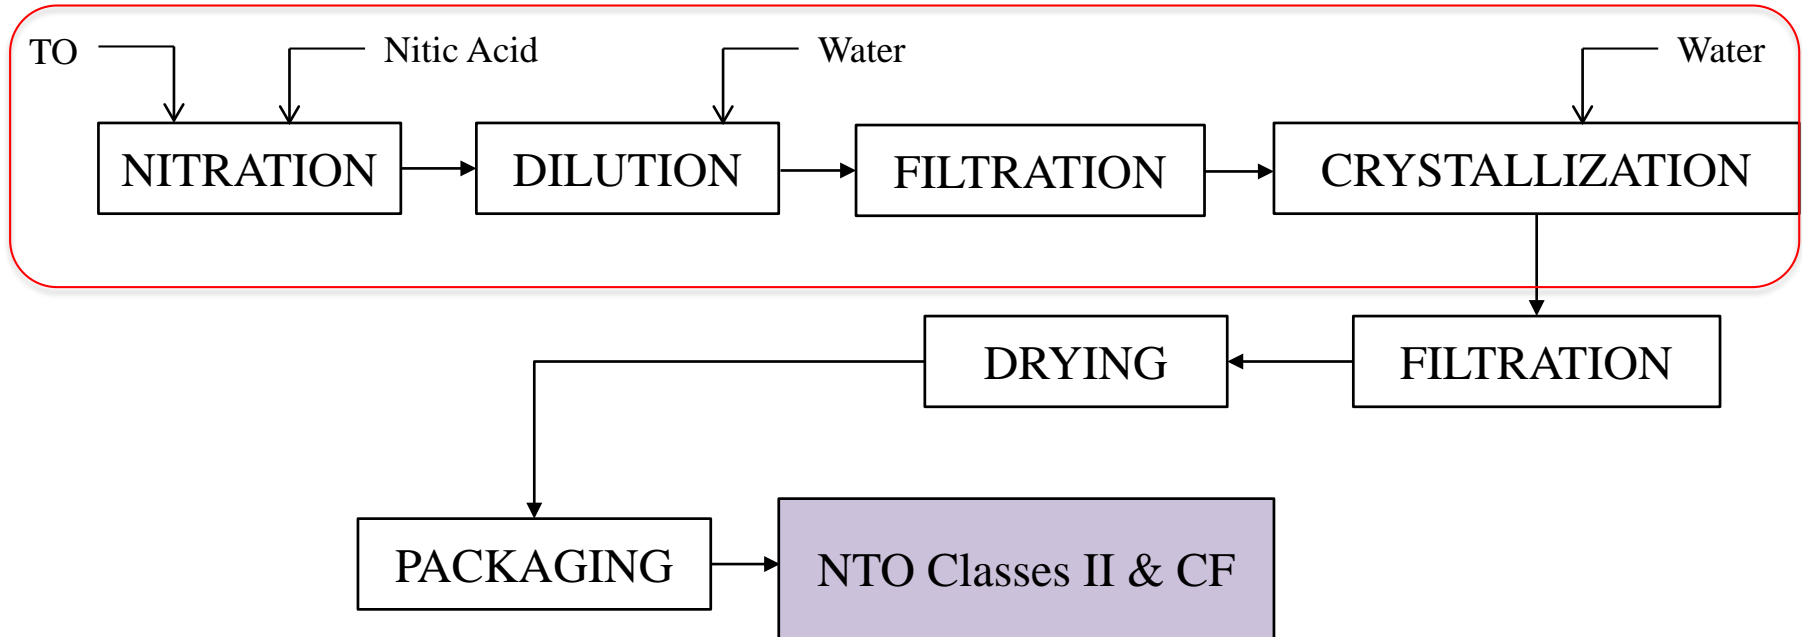 TO
Nitic Acid
Water
Water
NITRATION
DILUTION
FILTRATION
CRYSTALLIZATION
DRYING
FILTRATION
PACKAGING
NTO Classes II & CF